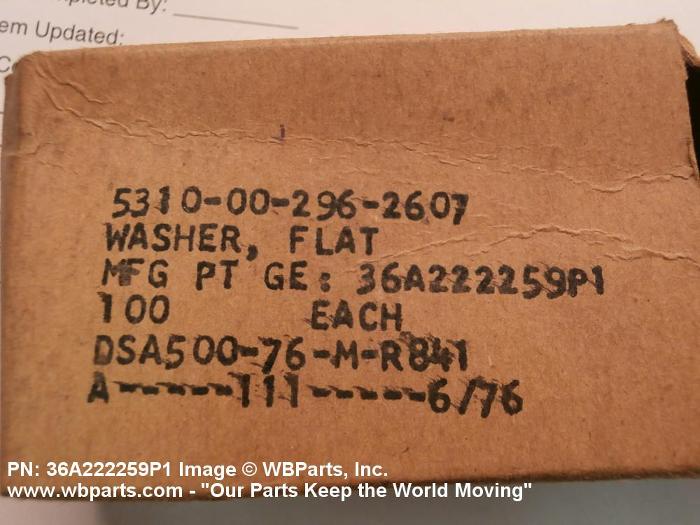 By: 
em Updated:
5310-00-296-2607
WASHER, FLAT
MFG PT GE: 36A222259P1
100 EACH
DSA500-76-M-R841
A-----111-----6/76
PN: 36A222259P1 Image © WBParts, Inc.
www.wbparts.com - "Our Parts Keep the World Moving"